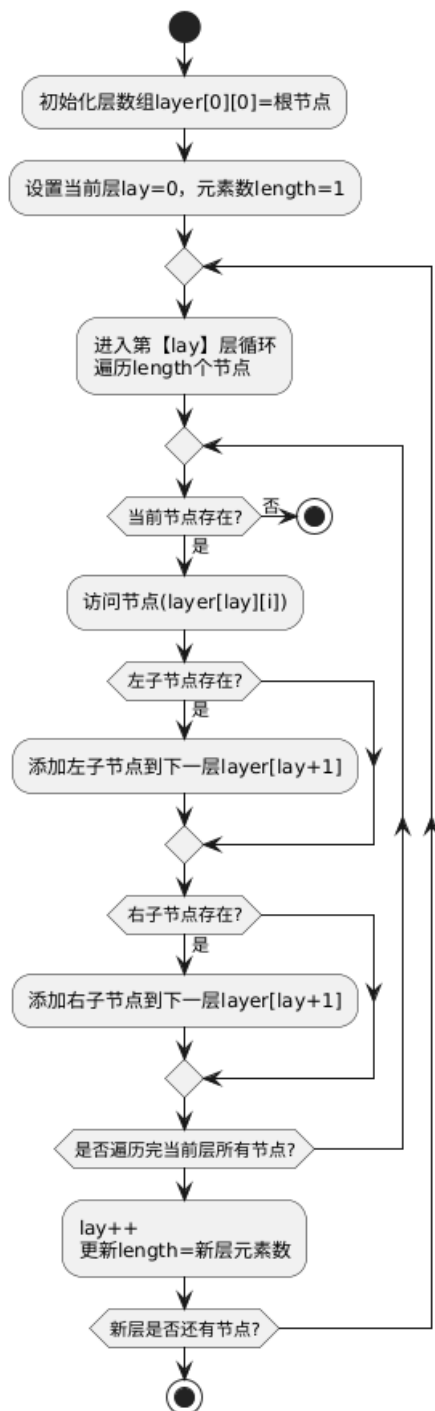 初始化层数组layer[0][0]=根节点
设置当前层lay=0，元素数length=1
进入第【lay】层循环
遍历length个节点
当前节点存在?
否
是
访问节点(layer[lay][i])
左子节点存在?
是
添加左子节点到下一层layer[lay+1]
右子节点存在?
是
添加右子节点到下一层layer[lay+1]
是否遍历完当前层所有节点?
lay++
更新length=新层元素数
新层是否还有节点?